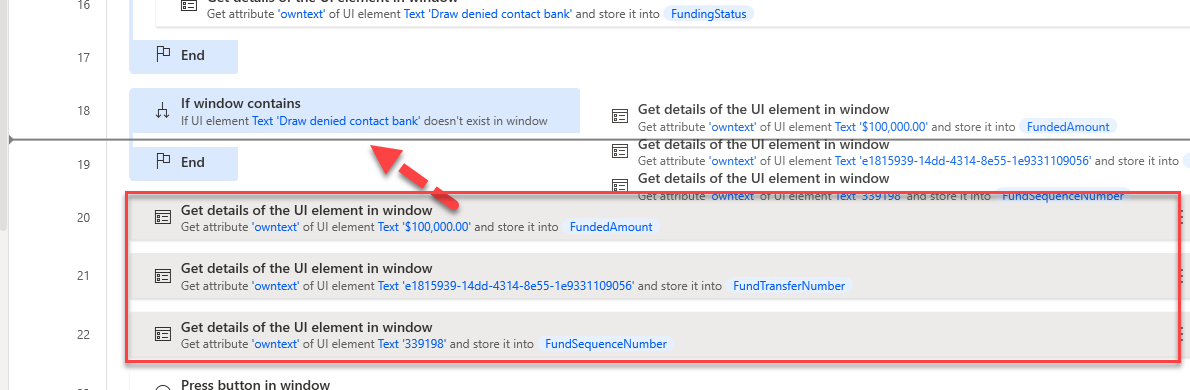 16
Get details of the UI element in window
Get attribute 'owntext' of UI element Text 'Draw denied contact bank' and store it into FundingStatus
17
End
18
If window contains
If UI element Text 'Draw denied contact bank' doesn't exist in window
Get details of the UI element in window
Get attribute 'owntext' of UI element Text '$100,000.00' and store it into FundedAmount
Get details of the UI element in window
Get attribute 'owntext' of UI element Text 'e1815939-14dd-4314-8e55-1e9331109056' and store it into
Get details of the UI element in window
Get attribute 'owntext' of UI element Text '339198' and store it into FundSequenceNumber
19
End
20
Get details of the UI element in window
Get attribute 'owntext' of UI element Text '$100,000.00' and store it into FundedAmount
21
Get details of the UI element in window
Get attribute 'owntext' of UI element Text 'e1815939-14dd-4314-8e55-1e9331109056' and store it into FundTransferNumber
22
Get details of the UI element in window
Get attribute 'owntext' of UI element Text '339198' and store it into FundSequenceNumber
Press button in window